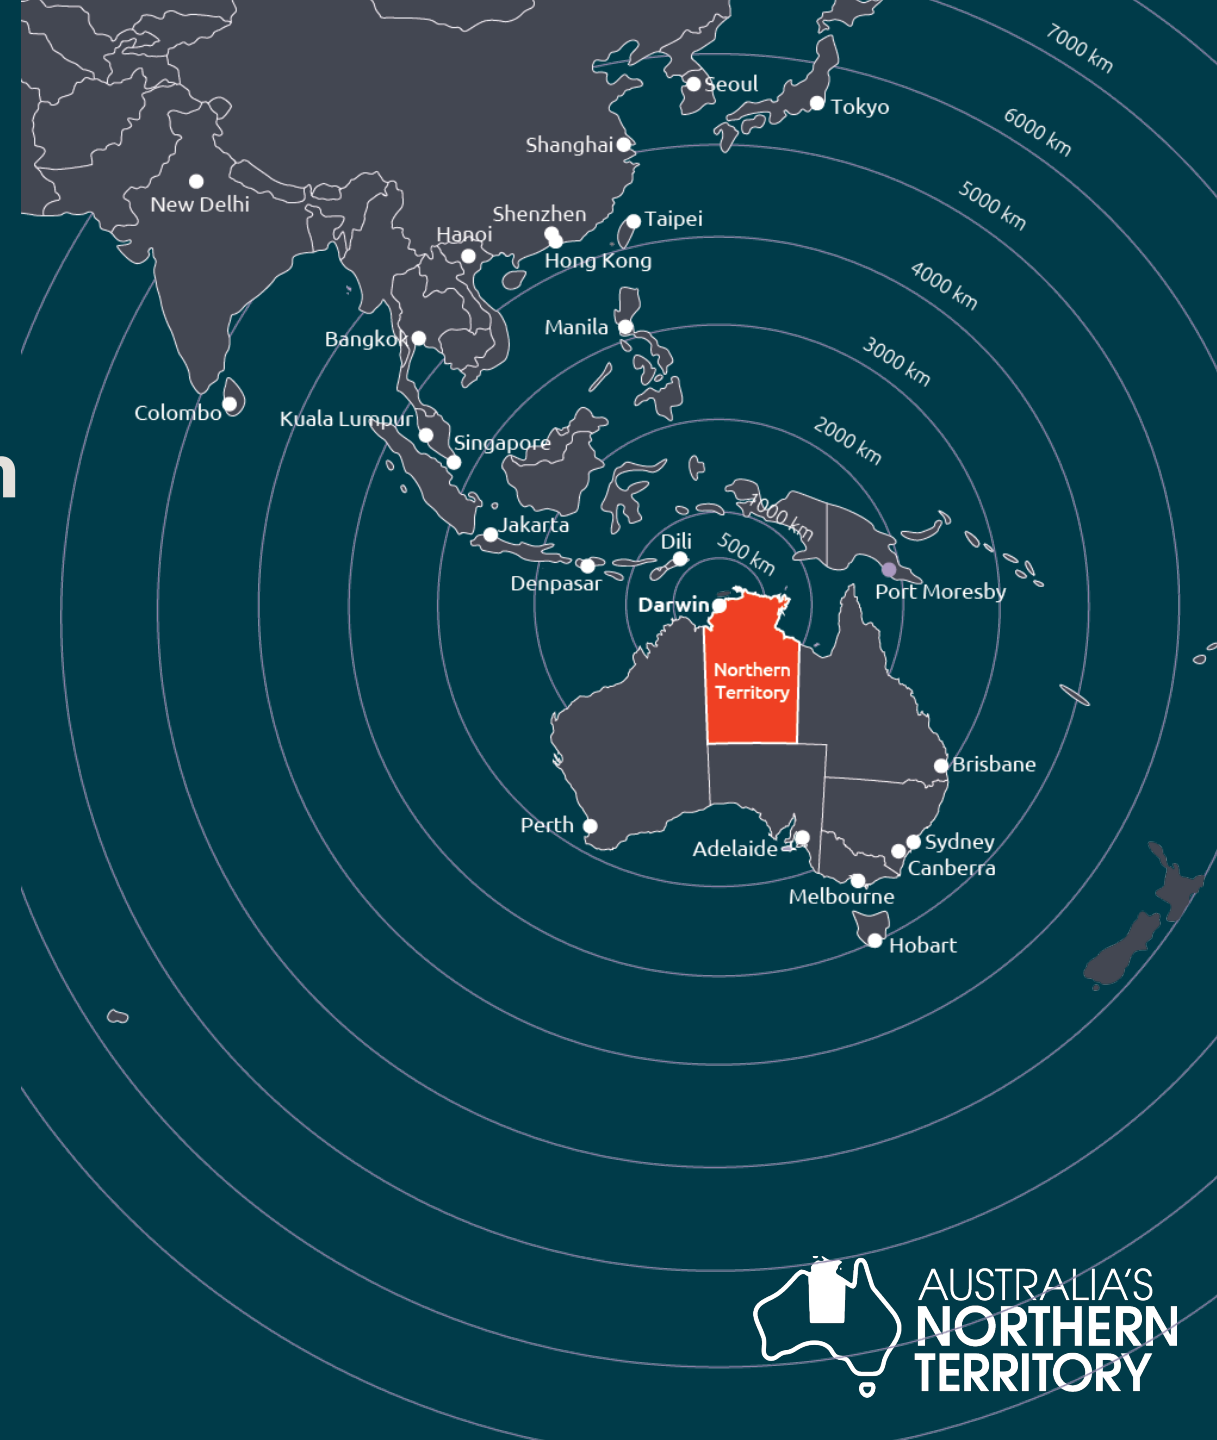 7000 km
6000 km
5000 km
4000 km
3000 km
2000 km
1000 km
500 km
Seoul
Tokyo
Shanghai
New Delhi
Shenzhen
Taipei
Hanoi
Hong Kong
Manila
Bangkok
Colombo
Kuala Lumpur
Singapore
Jakarta
Dili
Denpasar
Port Moresby
Darwin
Northern
Territory
Brisbane
Perth
Adelaide
Sydney
Canberra
Melbourne
Hobart
AUSTRALIA'S
NORTHERN
TERRITORY